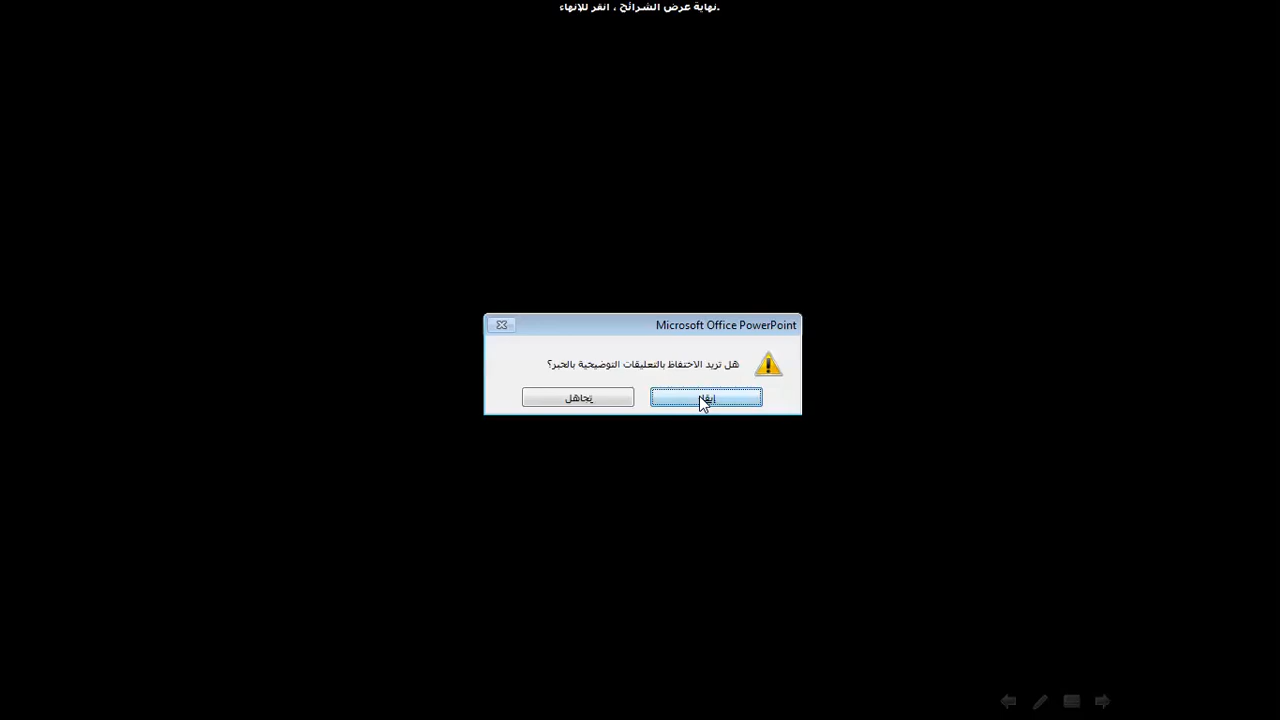 نهاية عرض الشرائح ، انقر للإنهاء.
Microsoft Office PowerPoint
هل تريد الاحتفاظ بالتعليقات التوضيحية بالحبر؟
تجاهل